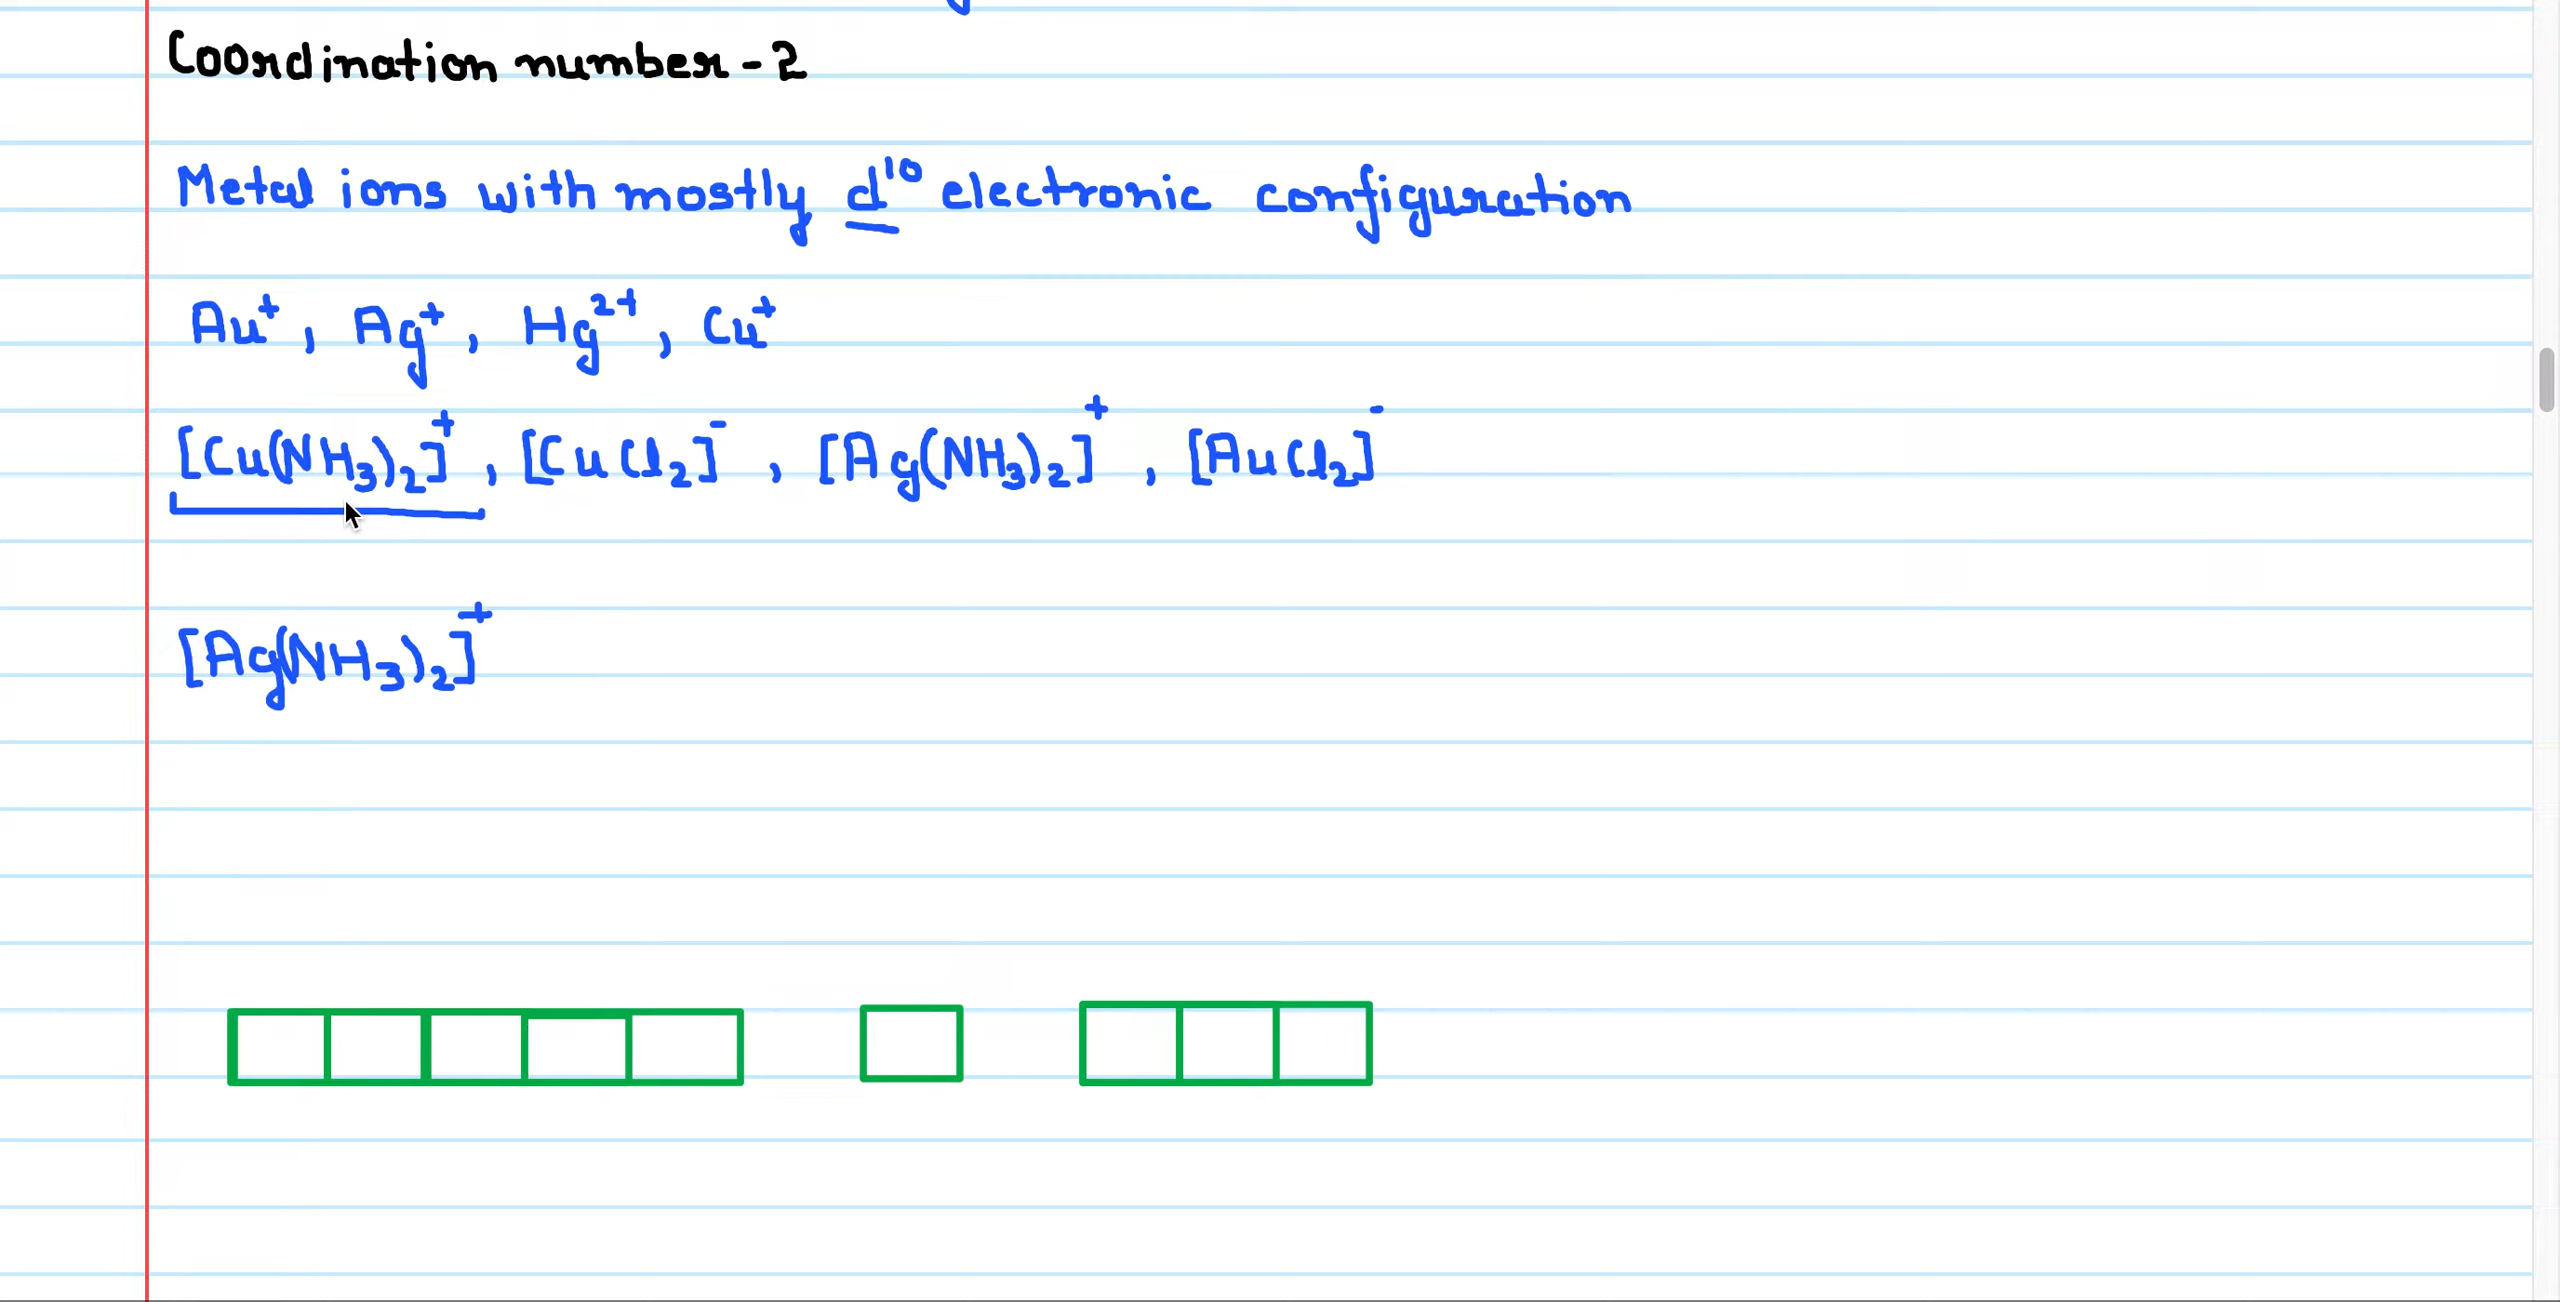 Coordination number - 2
Metal ions with mostly d¹⁰ electronic configuration
Au⁺, Ag⁺, Hg²⁺, Cu⁺
[Cu(NH₃)₂]⁺, [CuCl₂]⁻, [Ag(NH₃)₂]⁺, [AuCl₂]⁻
[Ag(NH₃)₂]⁺